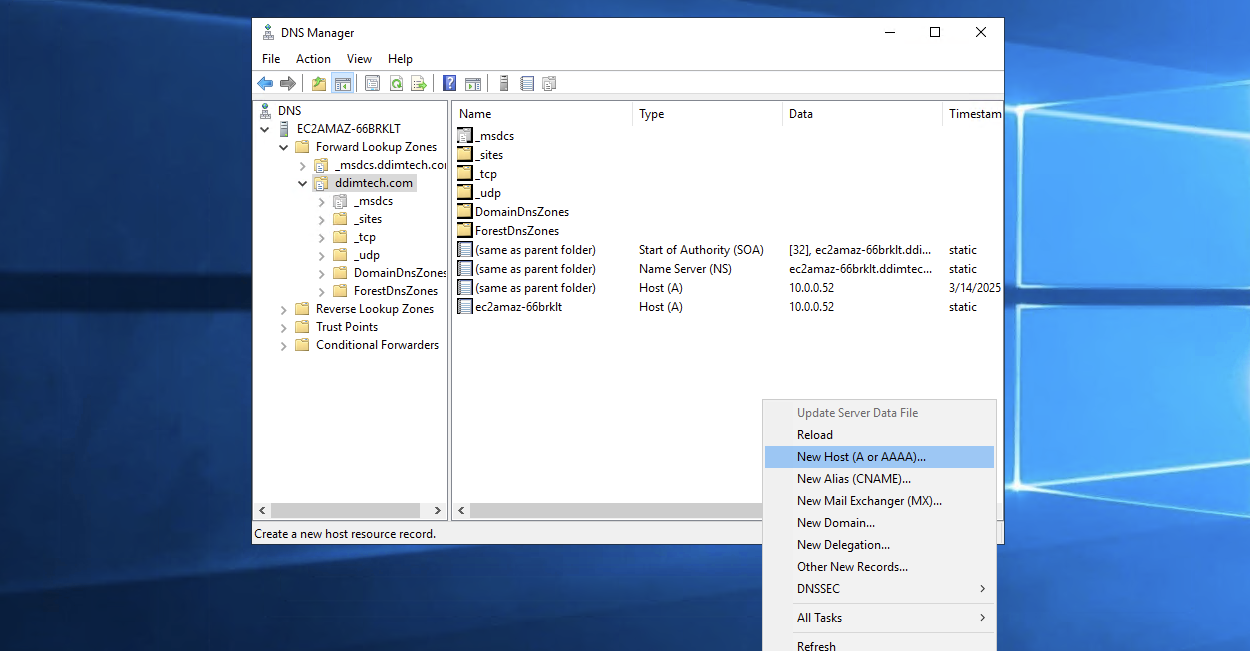 DNS Manager
File Action View Help
DNS
EC2AMAZ-66BRKLT
Forward Lookup Zones
_msdcs.ddimtech.co
ddimtech.com
_msdcs
_sites
_tcp
_udp
DomainDnsZones
ForestDnsZones
Reverse Lookup Zones
Trust Points
Conditional Forwarders
Name Type Data Timestam
_msdcs
_sites
_tcp
_udp
DomainDnsZones
ForestDnsZones
(same as parent folder) Start of Authority (SOA) [32], ec2amaz-66brklt.ddi... static
(same as parent folder) Name Server (NS) ec2amaz-66brklt.ddimtec... static
(same as parent folder) Host (A) 10.0.0.52 3/14/2025
ec2amaz-66brklt Host (A) 10.0.0.52 static
Update Server Data File
Reload
New Host (A or AAAA)...
New Alias (CNAME)...
New Mail Exchanger (MX)...
New Domain...
New Delegation...
Other New Records...
DNSSEC
All Tasks
Refresh
Create a new host resource record.